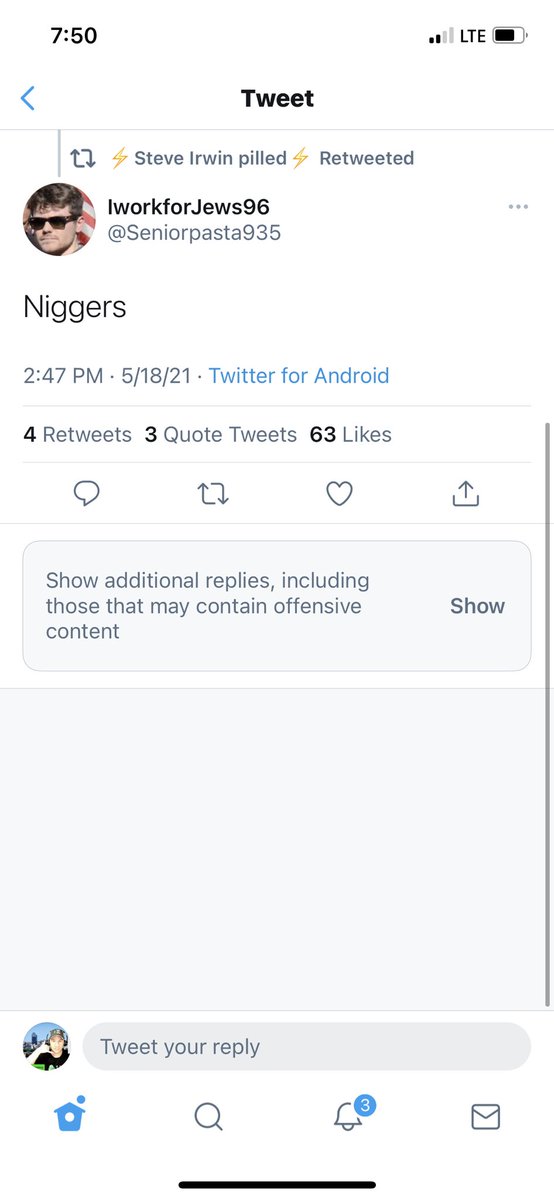 7:50
LTE
Tweet
⚡ Steve Irwin pilled ⚡ Retweeted
IworkforJews96
@Seniorpasta935
Niggers
2:47 PM · 5/18/21 · Twitter for Android
4 Retweets 3 Quote Tweets 63 Likes
Show additional replies, including
those that may contain offensive
content
Show
Tweet your reply
3